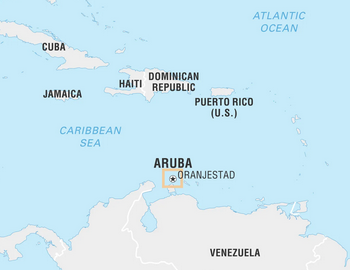 ATLANTIC
OCEAN
CUBA
HAITI
DOMINICAN
REPUBLIC
JAMAICA
PUERTO RICO
(U.S.)
CARIBBEAN
SEA
ARUBA
ORANJESTAD
VENEZUELA